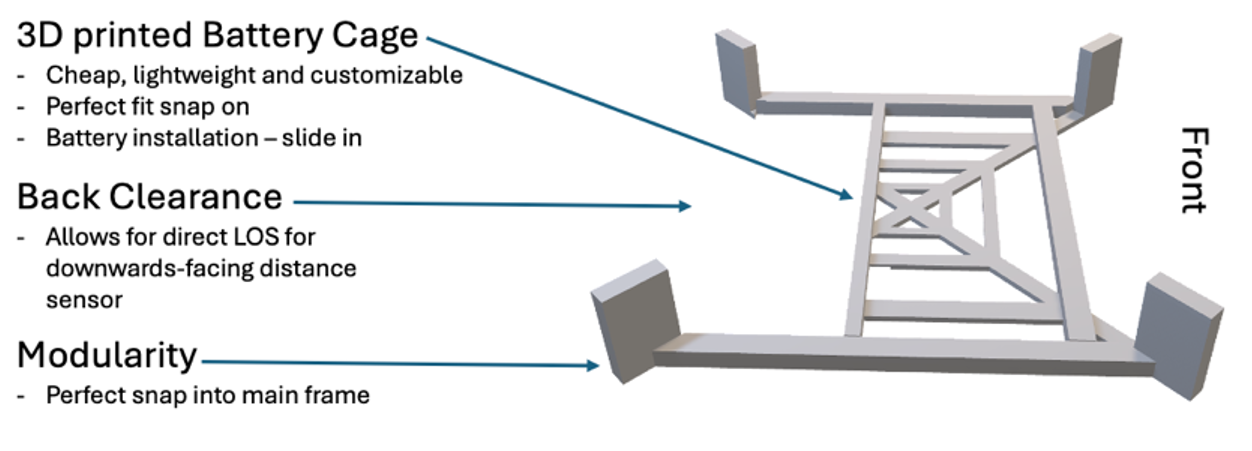 3D printed Battery Cage
- Cheap, lightweight and customizable
- Perfect fit snap on
- Battery installation – slide in
Back Clearance
- Allows for direct LOS for
downwards-facing distance
sensor
Modularity
- Perfect snap into main frame
Front